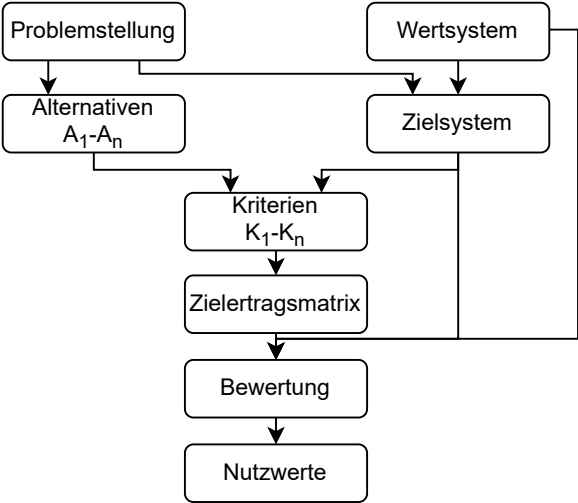 Problemstellung
Wertsystem
Alternativen
A₁-Aₙ
Zielsystem
Kriterien
K₁-Kₙ
Zielertragsmatrix
Bewertung
Nutzwerte